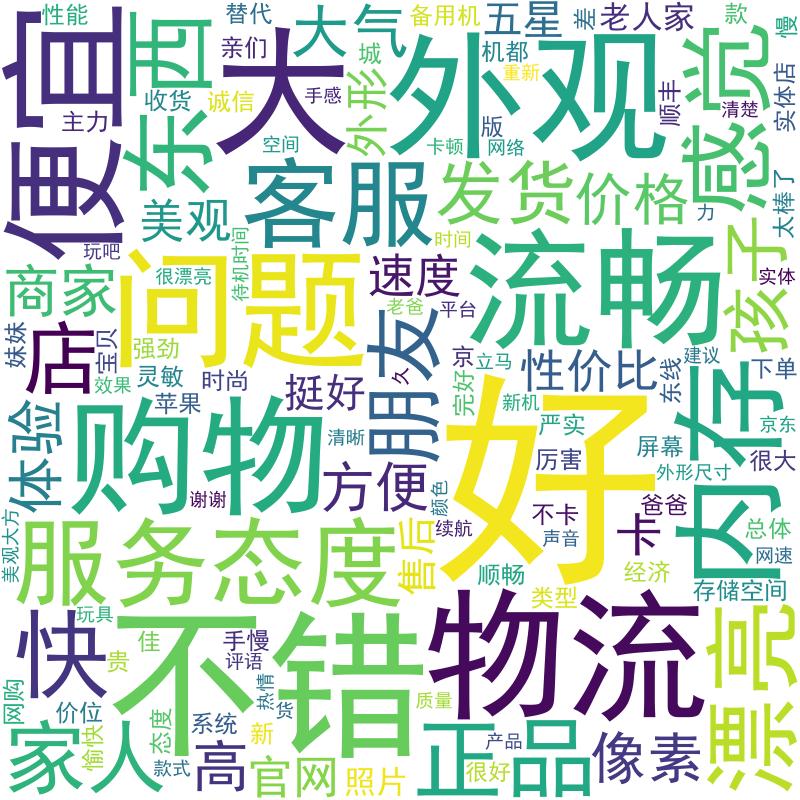 性能
替代
大气
备用机
五星
差
老人家
款
慢
便宜
东西
亲们
大
城
机都
外观
重新
感觉
收货
诚信
手感
外形
顺丰
清楚
实体店
主力
空间
卡顿
版
网络
美观
客服
发货
价格
力
太棒了
玩吧
待机时间
时间
很漂亮
问题
速度
流畅
孩子
实体
商家
老爸
平台
妹妹
店
宝贝
强劲
朋友
久
京
立马
性价比
建议
东线
下单
效果
灵敏
时尚
挺好
完好
苹果
新机
内存
京东
体验
购物
清晰
好
严实
屏幕
厉害
很大
外形尺寸
谢谢
方便
颜色
续航
不卡
爸爸
卡
总体
美观大方
服务态度
售后
声音
网速
顺畅
经济
存储空间
类型
玩具
快
佳
不错
手慢
物流
漂亮
贵
评语
网购
热情
质量
价位
货
态度
系统
新
家人
愉快
款式
高
官网
照片
正品
产品
很好
像素